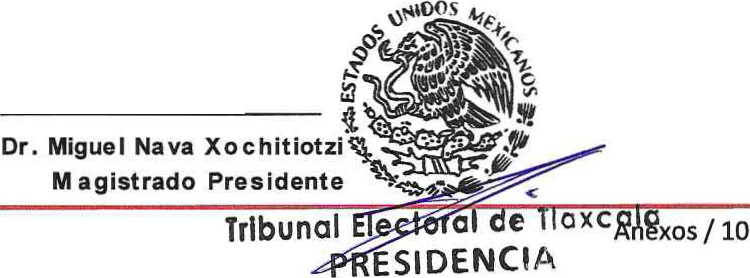 ESTADOS UNIDOS MEXICANOS
Dr. Miguel Nava Xochitiotzi
Magistrado Presidente
Tribunal Electoral de Tlaxcala
Anexos / 10
PRESIDENCIA